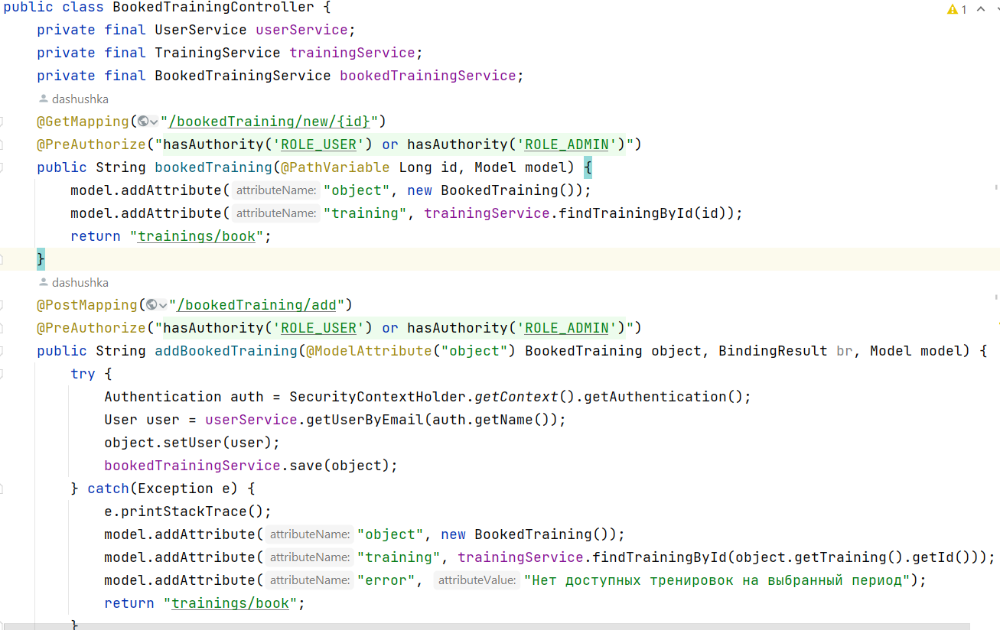 public class BookedTrainingController {
    private final UserService userService;
    private final TrainingService trainingService;
    private final BookedTrainingService bookedTrainingService;
    dashushka
    @GetMapping("/bookedTraining/new/{id}")
    @PreAuthorize("hasAuthority('ROLE_USER') or hasAuthority('ROLE_ADMIN')")
    public String bookedTraining(@PathVariable Long id, Model model) {
        model.addAttribute( attributeName: "object", new BookedTraining());
        model.addAttribute( attributeName: "training", trainingService.findTrainingById(id));
        return "trainings/book";
    }
    dashushka
    @PostMapping("/bookedTraining/add")
    @PreAuthorize("hasAuthority('ROLE_USER') or hasAuthority('ROLE_ADMIN')")
    public String addBookedTraining(@ModelAttribute("object") BookedTraining object, BindingResult br, Model model) {
        try {
            Authentication auth = SecurityContextHolder.getContext().getAuthentication();
            User user = userService.getUserByEmail(auth.getName());
            object.setUser(user);
            bookedTrainingService.save(object);
        } catch(Exception e) {
            e.printStackTrace();
            model.addAttribute( attributeName: "object", new BookedTraining());
            model.addAttribute( attributeName: "training", trainingService.findTrainingById(object.getTraining().getId()));
            model.addAttribute( attributeName: "error", attributeValue: "Нет доступных тренировок на выбранный период");
            return "trainings/book";
        }
1